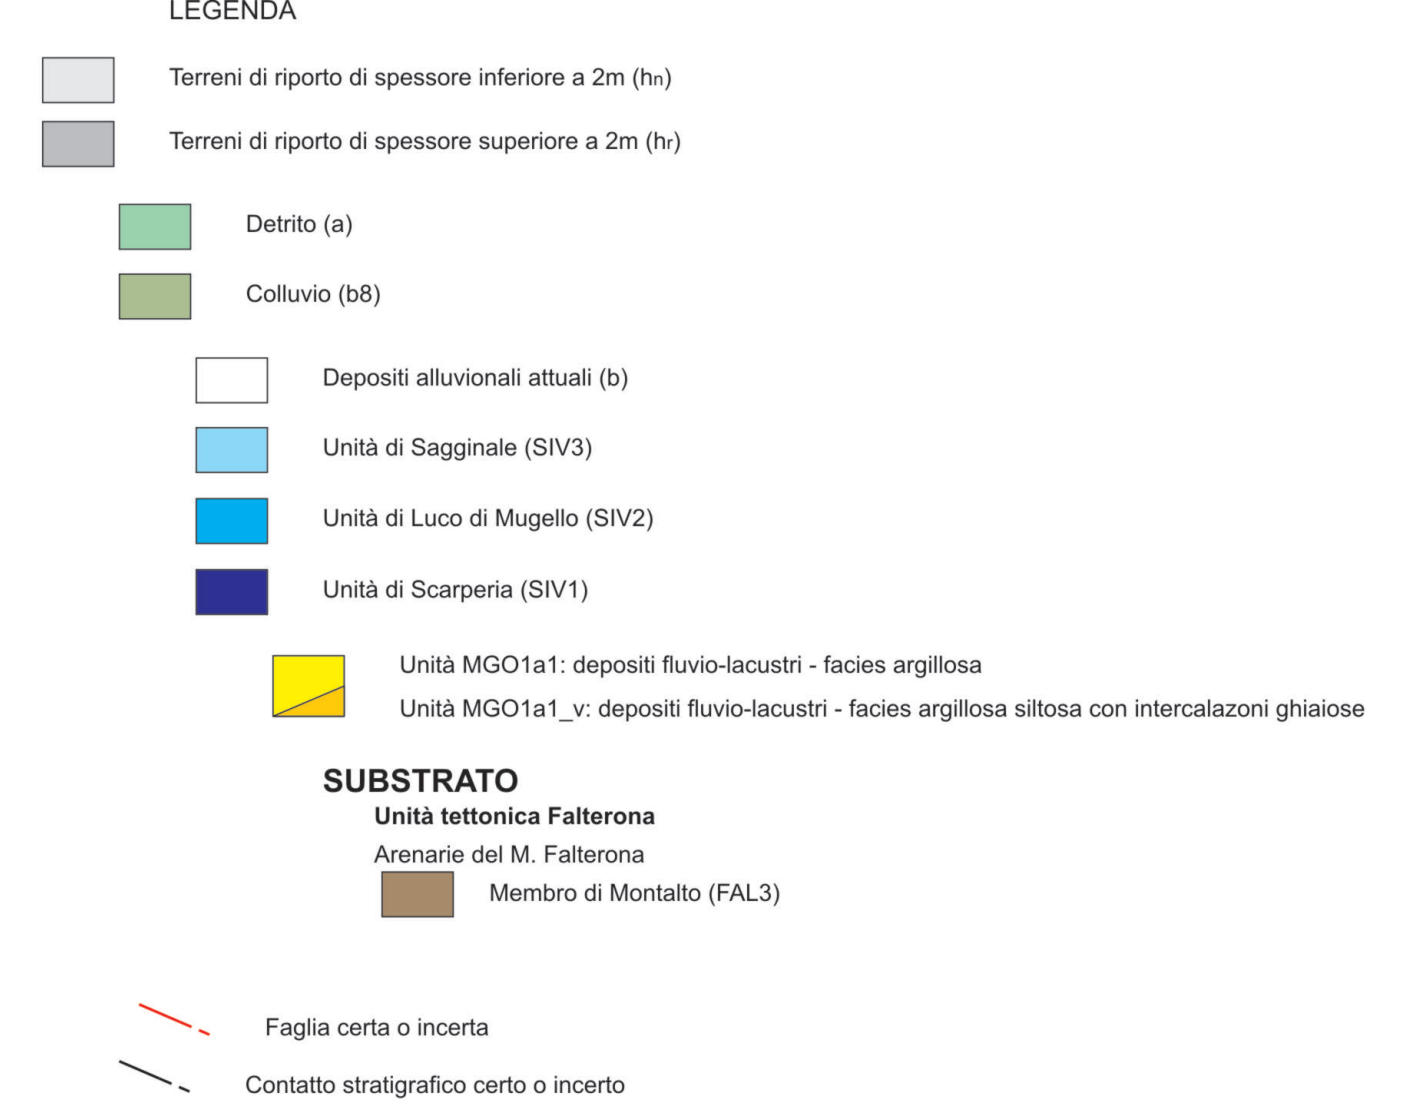 LEGENDA
Terreni di riporto di spessore inferiore a 2m (hn)
Terreni di riporto di spessore superiore a 2m (hr)
Detrito (a)
Colluvio (b8)
Depositi alluvionali attuali (b)
Unità di Sagginale (SIV3)
Unità di Luco di Mugello (SIV2)
Unità di Scarperia (SIV1)
Unità MGO1a1: depositi fluvio-lacustri - facies argillosa
Unità MGO1a1_v: depositi fluvio-lacustri - facies argillosa siltosa con intercalazoni ghiaiose
SUBSTRATO
Unità tettonica Falterona
Arenarie del M. Falterona
Membro di Montalto (FAL3)
Faglia certa o incerta
Contatto stratigrafico certo o incerto